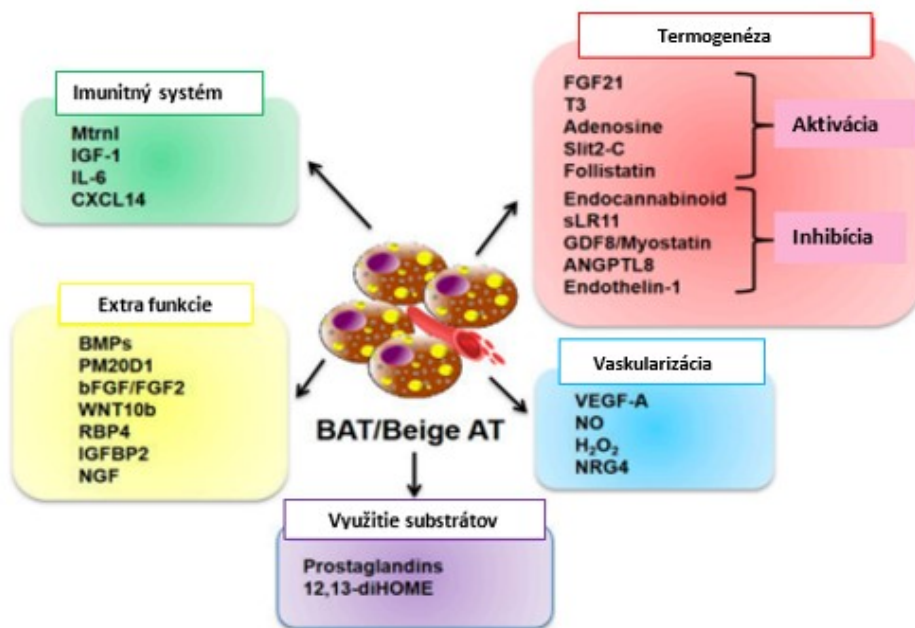 Imunitný systém
Mtrnl
IGF-1
IL-6
CXCL14
Termogenéza
FGF21
T3
Adenosine
Slit2-C
Follistatin
Aktivácia
Endocannabinoid
sLR11
GDF8/Myostatin
ANGPTL8
Endothelin-1
Inhibícia
Extra funkcie
BMPs
PM20D1
bFGF/FGF2
WNT10b
RBP4
IGFBP2
NGF
BAT/Beige AT
Vaskularizácia
VEGF-A
NO
H₂O₂
NRG4
Využitie substrátov
Prostaglandins
12,13-diHOME